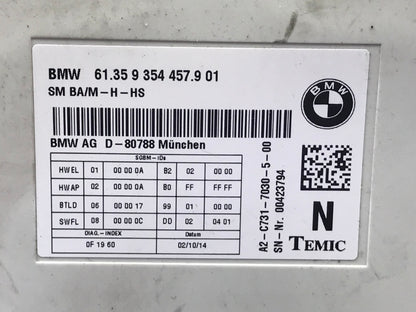 BMW 61.35 9 354 457.9 01
SM BA/M-H-HS
BMW
BMW AG D-80788 München
SGBM-IDs
HWEL 01 00 00 0A B2 02 00 00
HWAP 02 00 00 0A B0 FF FF FF
BTLD 06 00 00 17 99 01 00 00
SWFL 08 00 00 0C DD 02 04 01
DIAG.-INDEX Datum
0F 19 60 02/10/14
A2-C731-7030-5-00
SN-Nr. 00423794
N
TEMIC